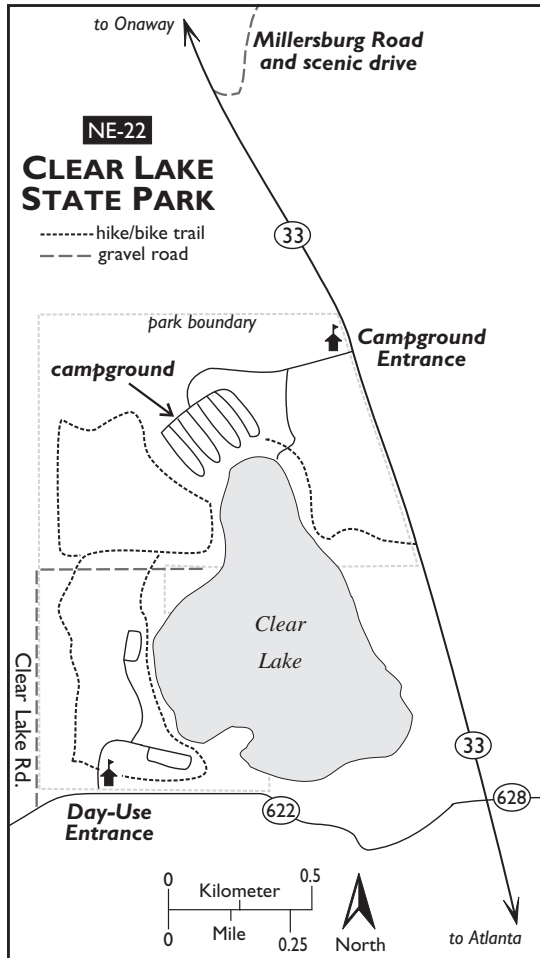 to Onaway
Millersburg Road
and scenic drive
NE-22
CLEAR LAKE
STATE PARK
hike/bike trail
gravel road
33
park boundary
Campground
Entrance
campground
Clear
Lake
Clear Lake Rd.
33
628
Day-Use
Entrance
622
0
0.5
Kilometer
Mile
0
0.25
North
to Atlanta